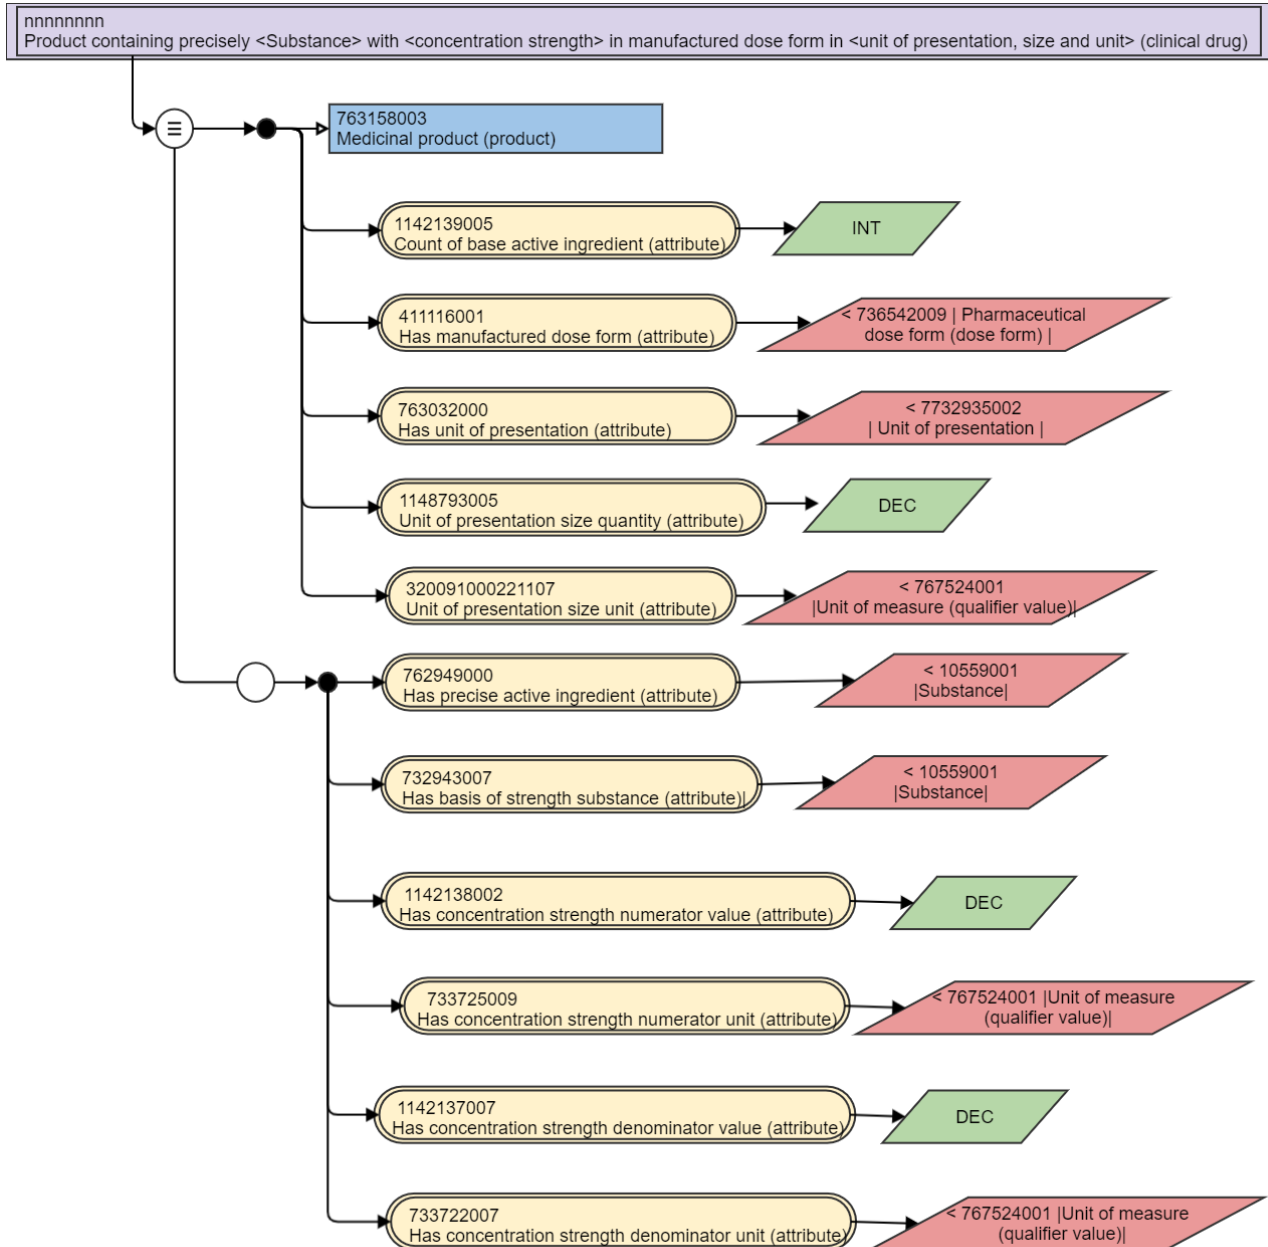 nnnnnnnn
Product containing precisely <Substance> with <concentration strength> in manufactured dose form in <unit of presentation, size and unit> (clinical drug)
763158003
Medicinal product (product)
1142139005
Count of base active ingredient (attribute)
INT
411116001
Has manufactured dose form (attribute)
< 736542009 | Pharmaceutical
dose form (dose form) |
763032000
Has unit of presentation (attribute)
< 7732935002
| Unit of presentation |
1148793005
Unit of presentation size quantity (attribute)
DEC
320091000221107
Unit of presentation size unit (attribute)
< 767524001
|Unit of measure (qualifier value)|
762949000
Has precise active ingredient (attribute)
< 10559001
|Substance|
732943007
Has basis of strength substance (attribute)|
< 10559001
|Substance|
1142138002
Has concentration strength numerator value (attribute)
DEC
733725009
Has concentration strength numerator unit (attribute)
< 767524001 |Unit of measure
(qualifier value)|
1142137007
Has concentration strength denominator value (attribute)
DEC
733722007
Has concentration strength denominator unit (attribute)
< 767524001 |Unit of measure
(qualifier value)|